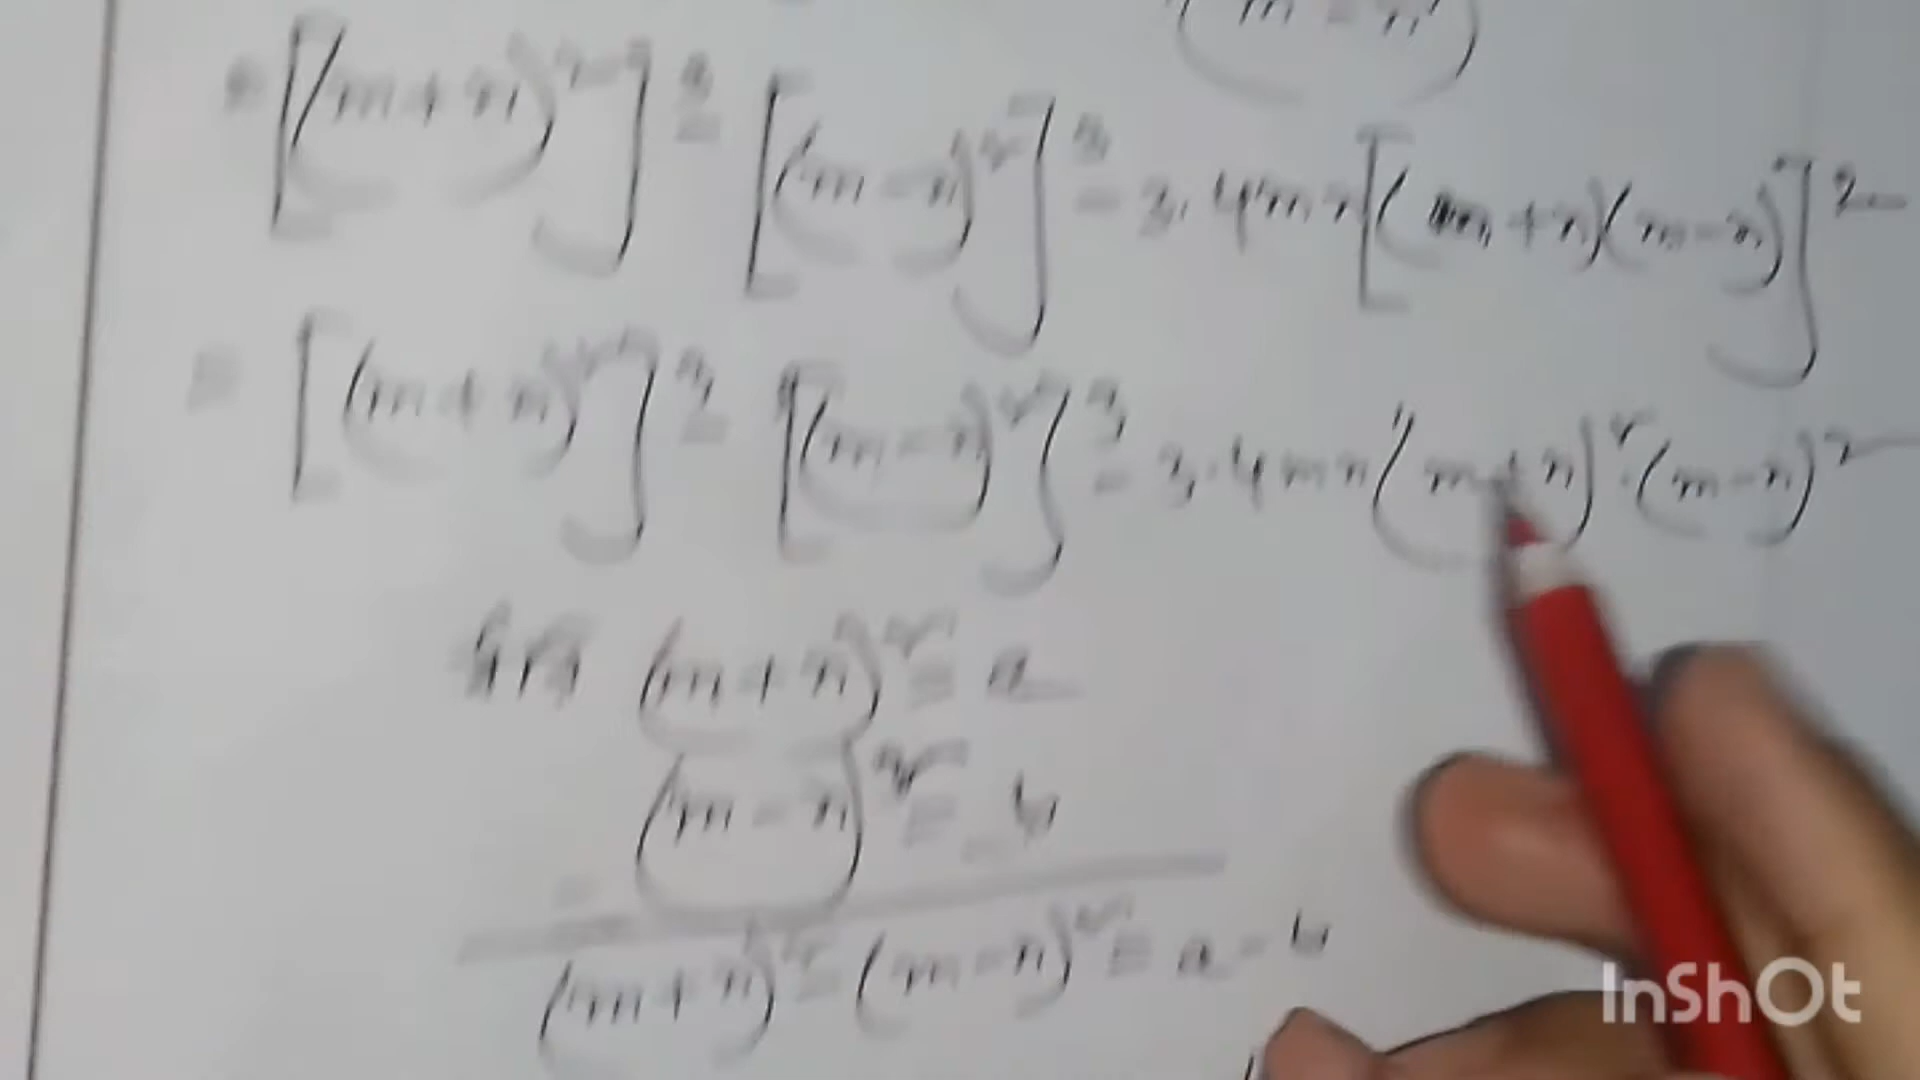 (m - n)
= [(m+n)²]³ - [(m-n)²]³ - 3.4mn[(m+n)(m-n)]²
= [(m+n)²]³ - [(m-n)²]³ - 3.4mn(m+n)².(m-n)²
ধরি (m+n)² = a
(m-n)² = b
(m+n)² - (m-n)² = a-b
InShOt